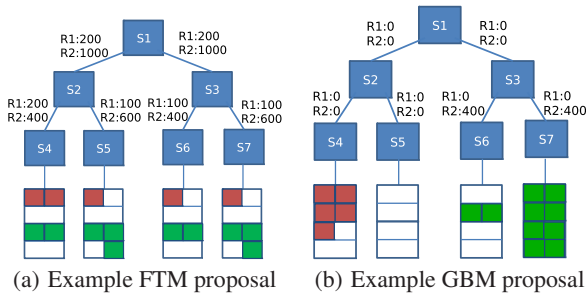 R1:200
R2:1000
S1
R1:200
R2:1000
R1:200
R2:400
S2
R1:100
R2:600
R1:100
R2:400
S3
R1:100
R2:600
S4
S5
S6
S7
(a) Example FTM proposal
R1:0
R2:0
S1
R1:0
R2:0
R1:0
R2:0
S2
R1:0
R2:0
R1:0
R2:400
S3
R1:0
R2:400
S4
S5
S6
S7
(b) Example GBM proposal